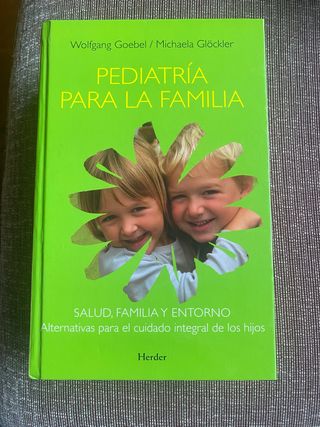 Wolfgang Goebel / Michaela Glöckler
PEDIATRÍA
PARA LA FAMILIA
SALUD, FAMILIA Y ENTORNO
Alternativas para el cuidado integral de los hijos
Herder